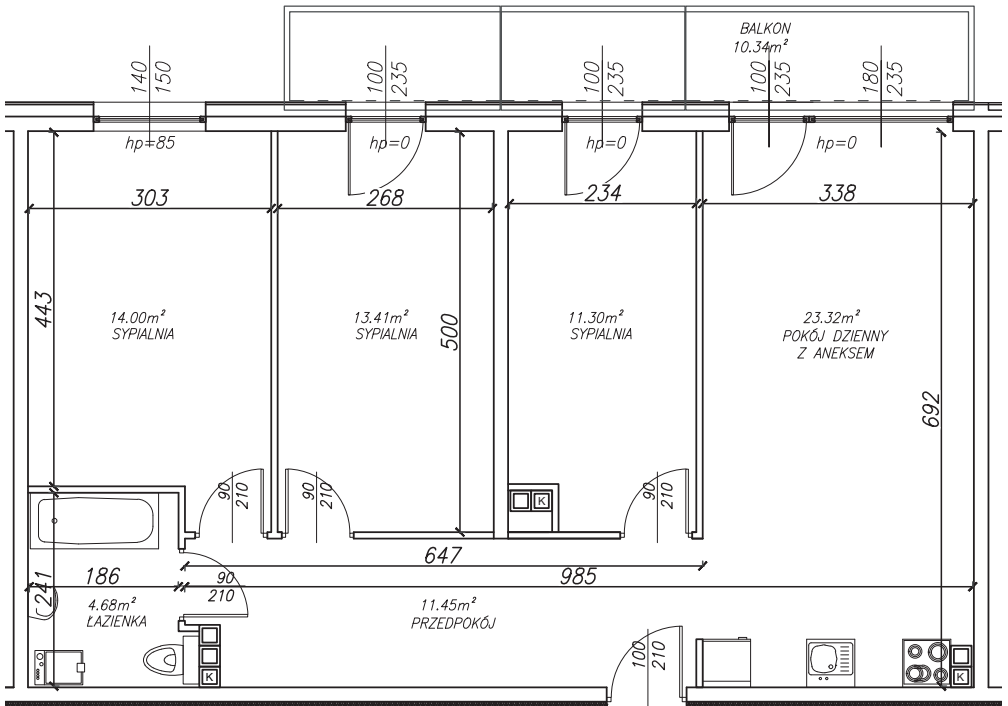 BALKON
10.34m²
140
150
100
235
100
235
100
235
180
235
hp=85
hp=0
hp=0
hp=0
303
268
234
338
443
14.00m²
SYPIALNIA
13.41m²
SYPIALNIA
500
11.30m²
SYPIALNIA
23.32m²
POKÓJ DZIENNY
Z ANEKSEM
692
90
210
90
210
K
90
210
647
241
186
90
210
985
4.68m²
ŁAZIENKA
11.45m²
PRZEDPOKÓJ
100
210
K
K